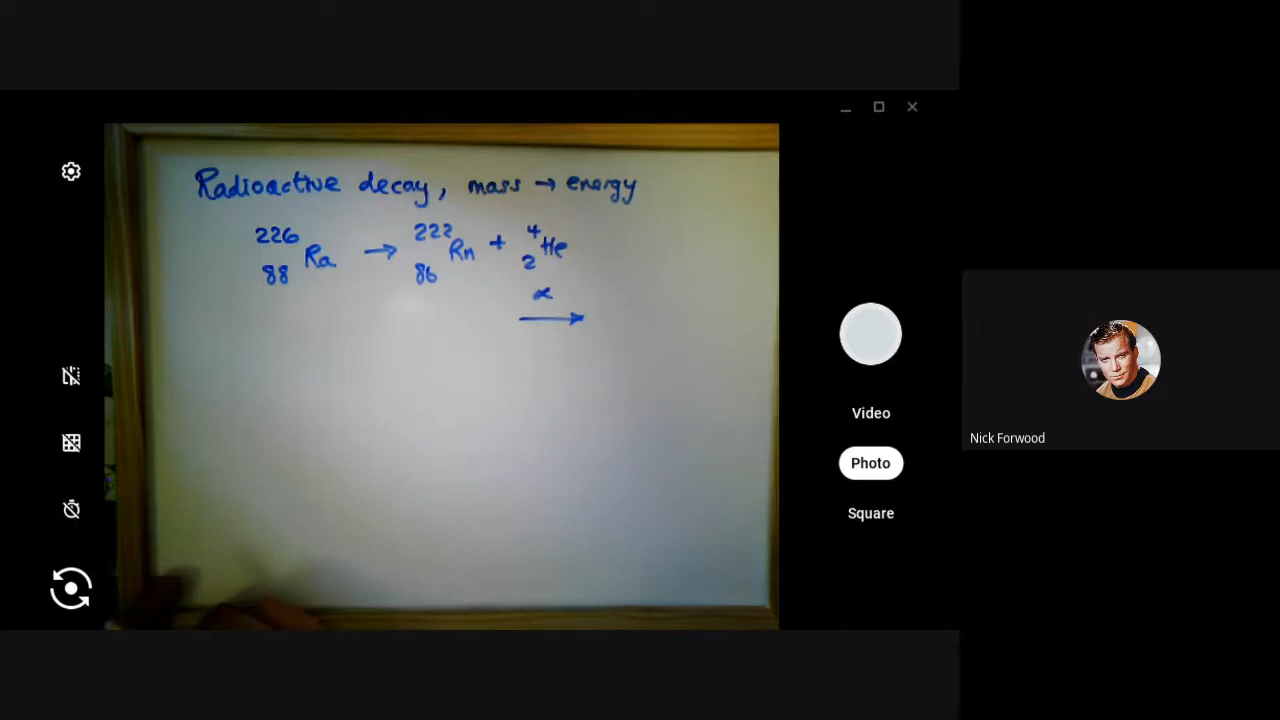 Radioactive decay, mass → energy
226 88 Ra → 222 86 Rn + 4 2 He
α
Video
Photo
Square
Nick Forwood